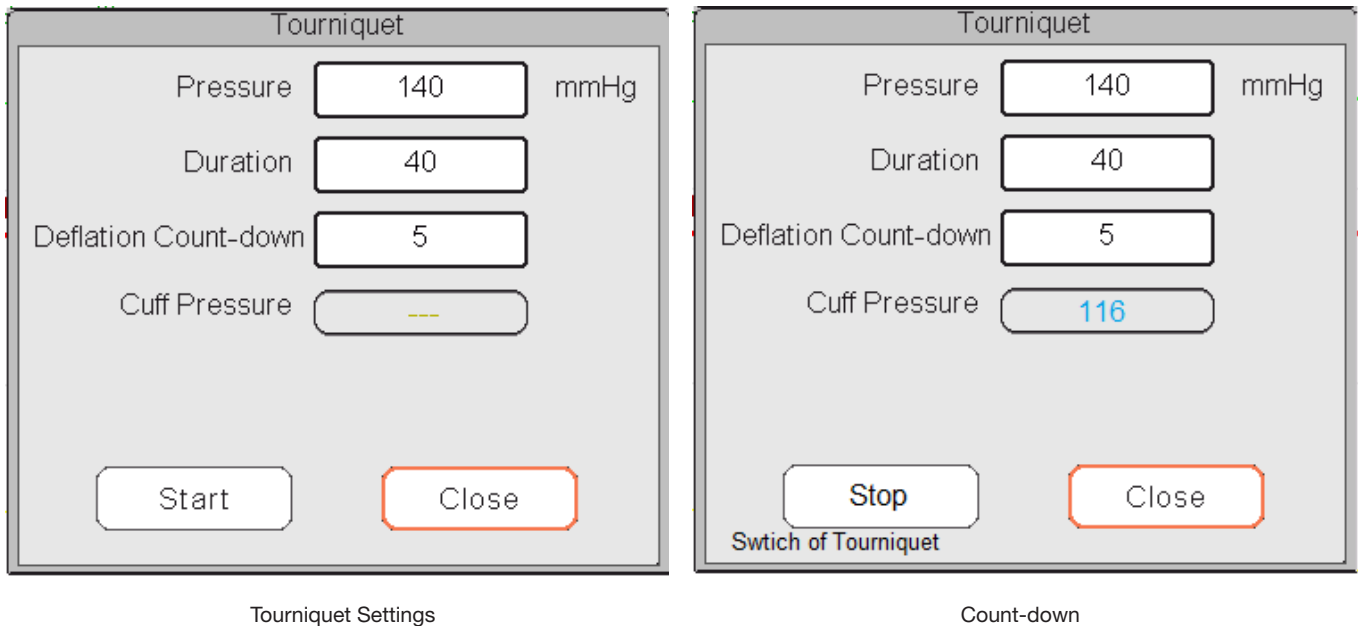 Tourniquet
Pressure 140 mmHg
Duration 40
Deflation Count-down 5
Cuff Pressure ---
Start Close
Tourniquet Settings
Tourniquet
Pressure 140 mmHg
Duration 40
Deflation Count-down 5
Cuff Pressure 116
Stop Close
Swtich of Tourniquet
Count-down